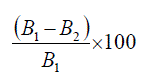 (B₁ – B₂)
B₁
×100